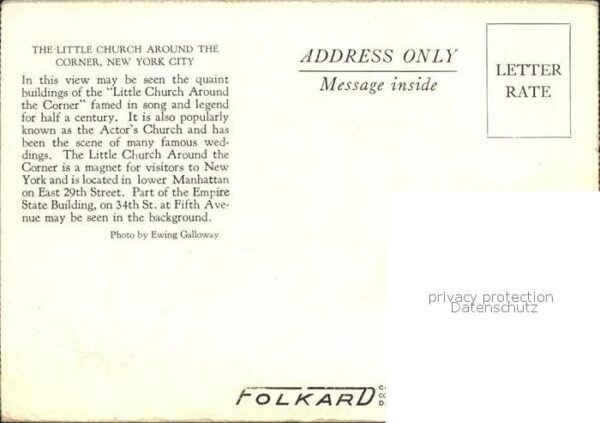 THE LITTLE CHURCH AROUND THE
CORNER, NEW YORK CITY
In this view may be seen the quaint
buildings of the "Little Church Around
the Corner" famed in song and legend
for half a century. It is also popularly
known as the Actor's Church and has
been the scene of many famous wed-
dings. The Little Church Around the
Corner is a magnet for visitors to New
York and is located in lower Manhattan
on East 29th Street. Part of the Empire
State Building, on 34th St. at Fifth Ave-
nue may be seen in the background.
Photo by Ewing Galloway
ADDRESS ONLY
Message inside
LETTER
RATE
privacy protection
Datenschutz
FOLKARD